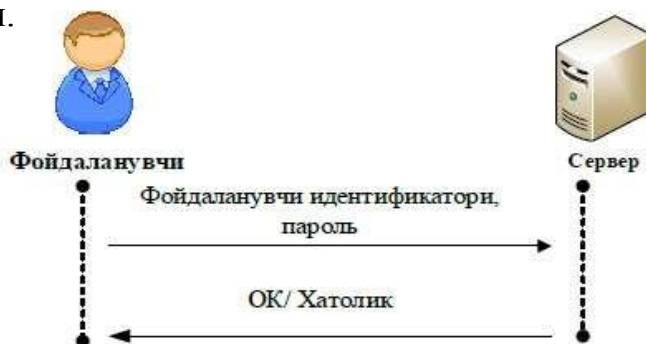 Фойдаланувчи
Сервер
Фойдаланувчи идентификатори,
пароль
ОК/ Хатолик